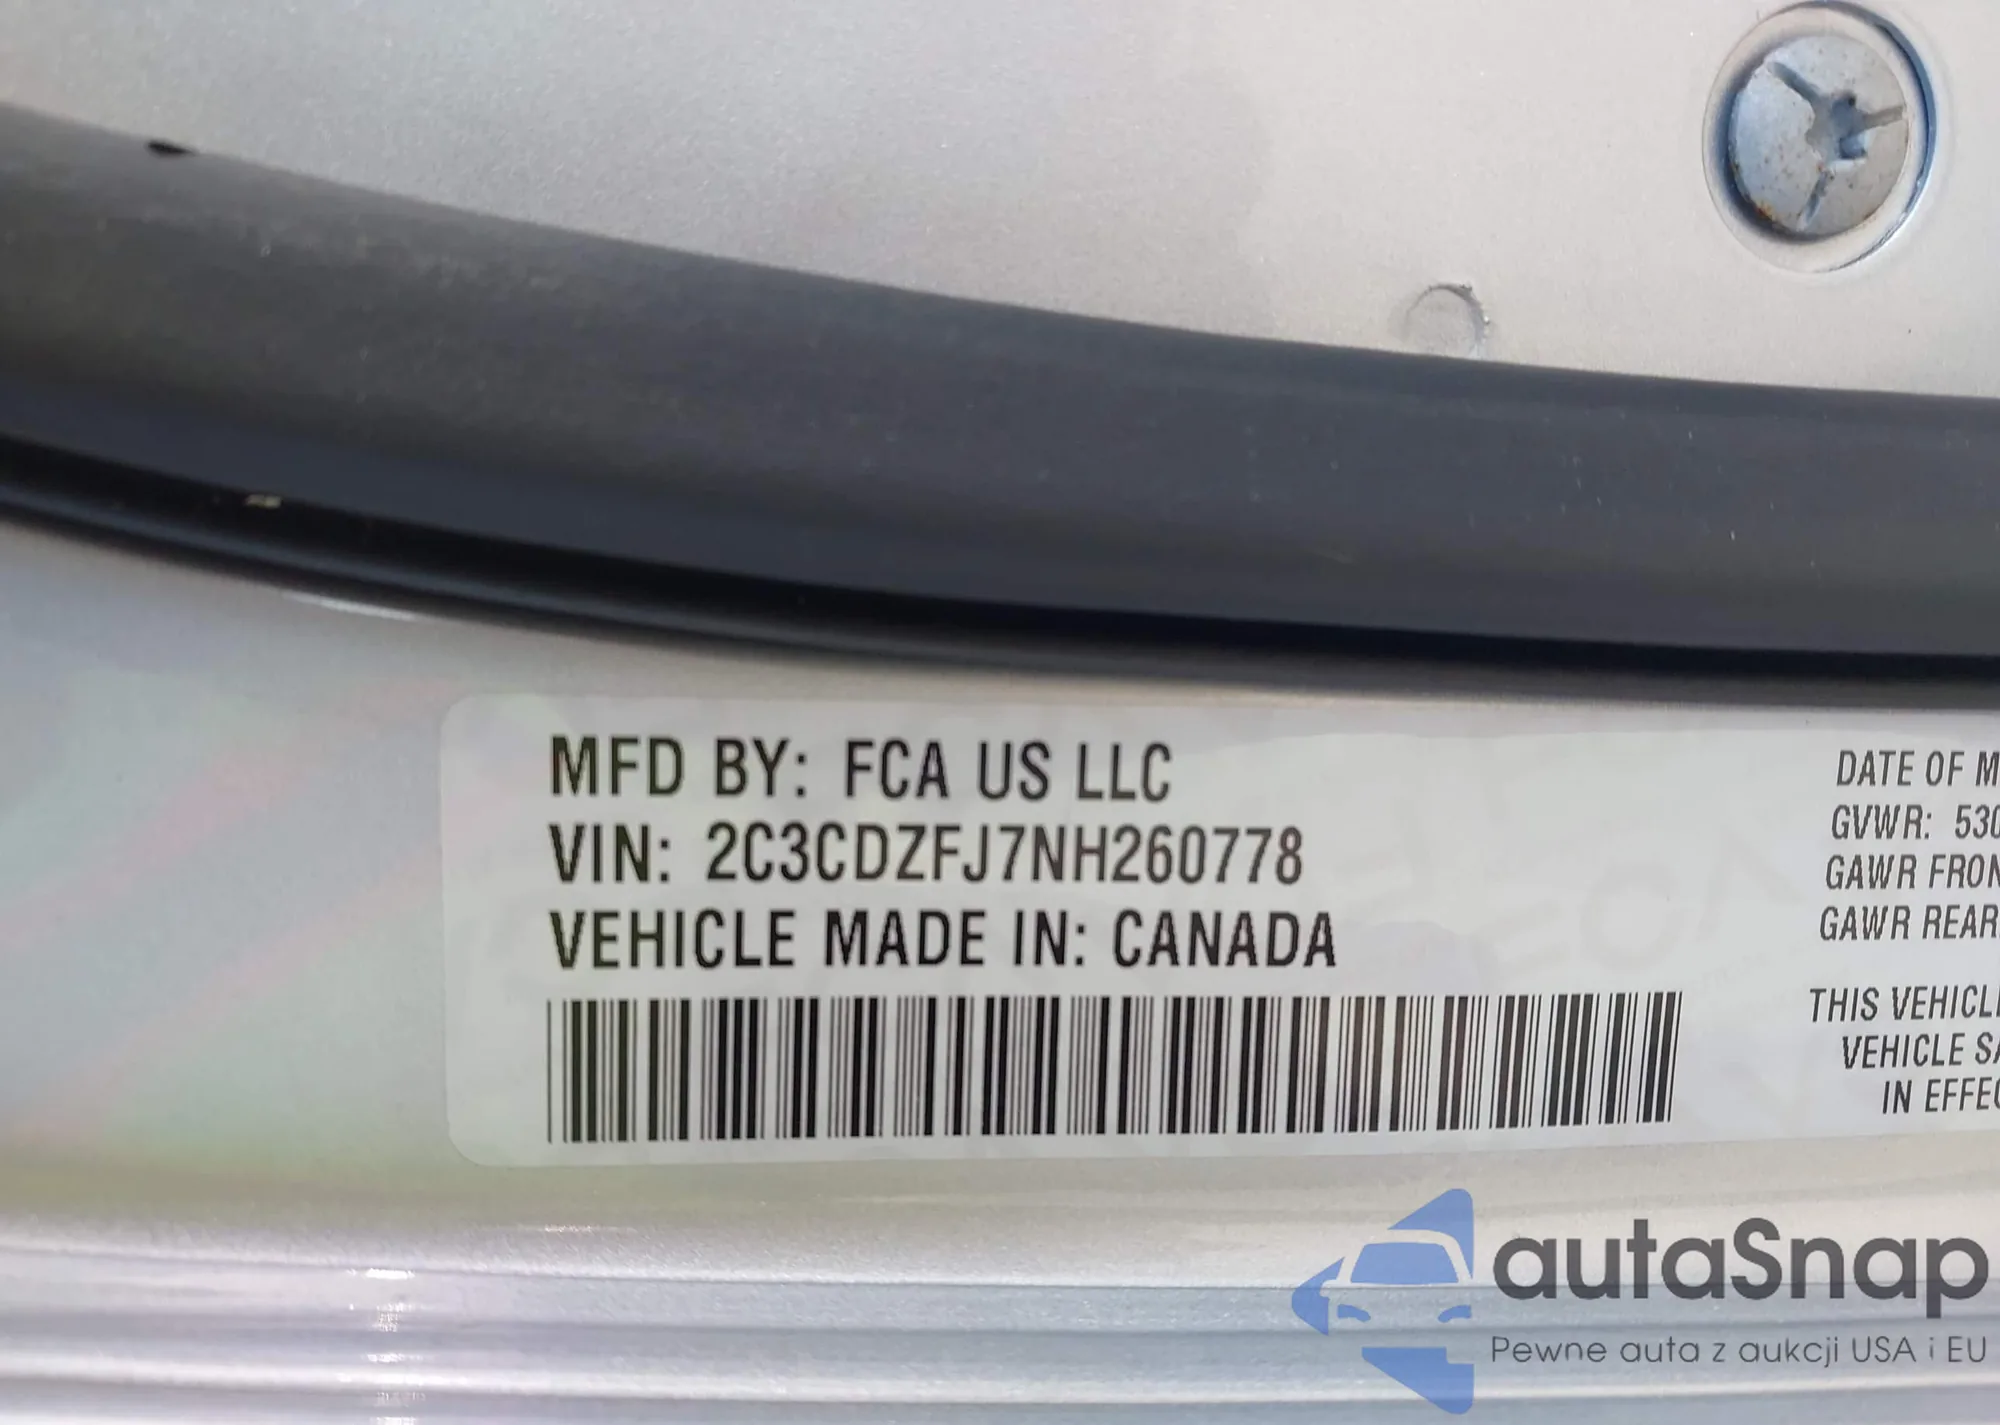 MFD BY: FCA US LLC
VIN: 2C3CDZFJ7NH260778
VEHICLE MADE IN: CANADA
DATE OF M
GVWR: 530
GAWR FRON
GAWR REAR
THIS VEHICL
VEHICLE SA
IN EFFEC
autaSnap
Pewne auta z aukcji USA i EU